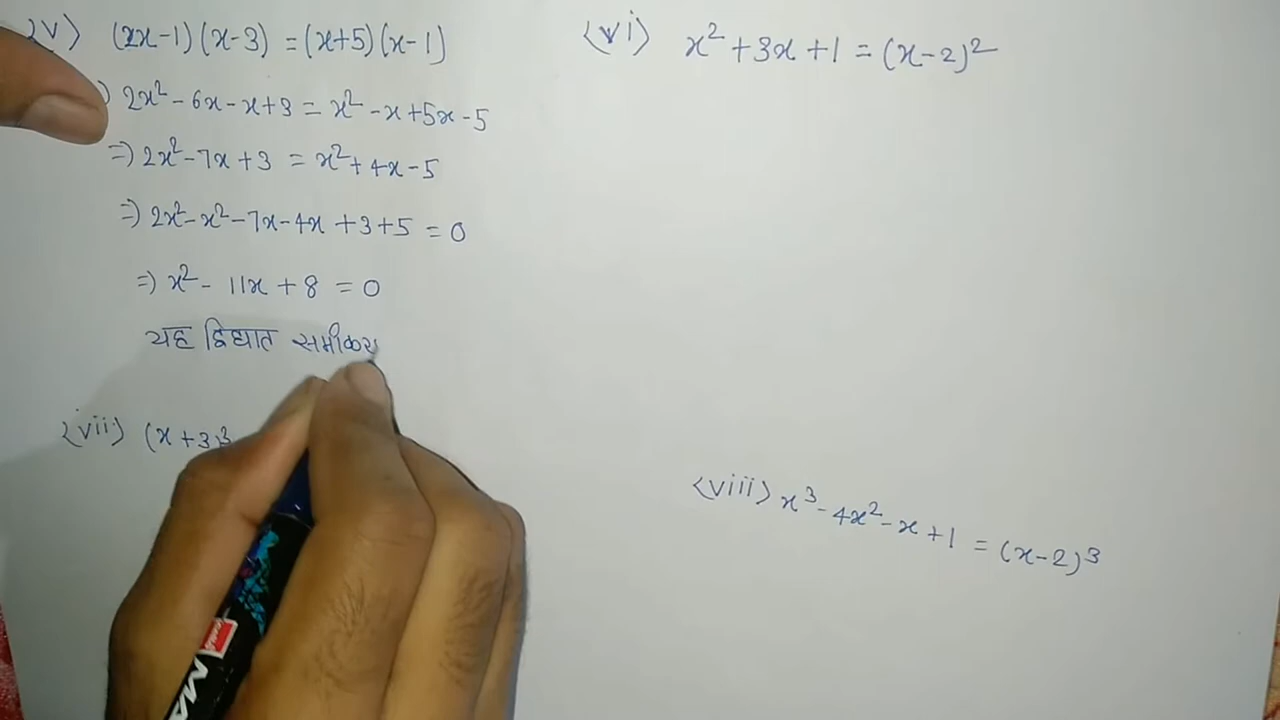 (v) (2x-1)(x-3) = (x+5)(x-1)
2x² - 6x - x + 3 = x² - x + 5x - 5
⇒ 2x² - 7x + 3 = x² + 4x - 5
⇒ 2x² - x² - 7x - 4x + 3 + 5 = 0
⇒ x² - 11x + 8 = 0
यह द्विघात
(vii) (x+3)³
(vi) x² + 3x + 1 = (x-2)²
(viii) x³ - 4x² - x + 1 = (x-2)³